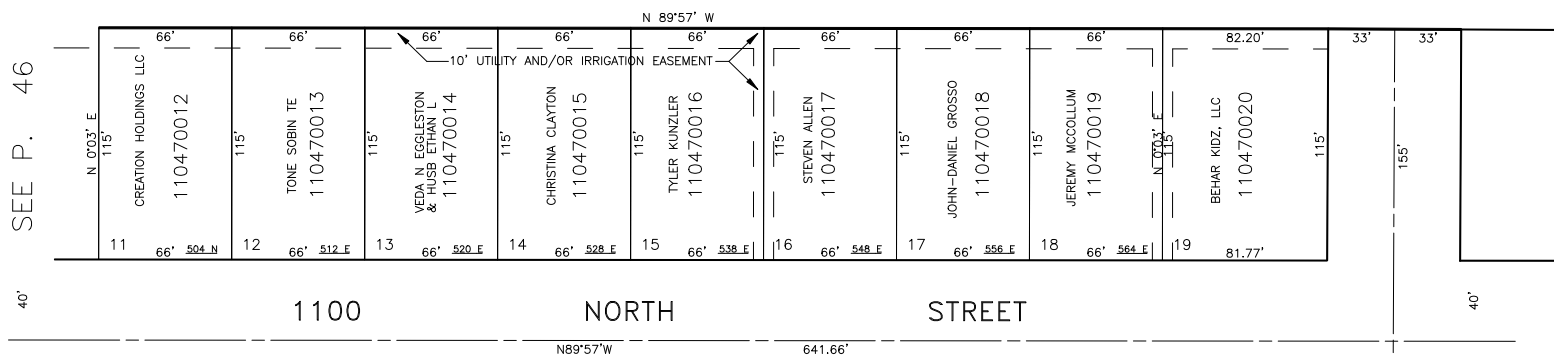 N 89°57' W
66'
66'
66'
66'
66'
66'
66'
66'
82.20'
33'
33'
10' UTILITY AND/OR IRRIGATION EASEMENT
SEE P. 46
N 0°03' E
115'
CREATION HOLDINGS LLC
110470012
115'
TONE SOBIN TE
110470013
115'
VEDA N EGGLESTON
& HUSB ETHAN L
110470014
115'
CHRISTINA CLAYTON
110470015
115'
TYLER KUNZLER
110470016
115'
STEVEN ALLEN
110470017
115'
JOHN-DANIEL GROSSO
110470018
115'
JEREMY MCCOLLUM
110470019
N 0°03' E
115'
BEHAR KIDZ, LLC
110470020
115'
155'
11
66'
504 N
12
66'
512 E
13
66'
520 E
14
66'
528 E
15
66'
538 E
16
66'
548 E
17
66'
556 E
18
66'
564 E
19
81.77'
40'
1100 NORTH STREET
40'
N89°57'W
641.66'